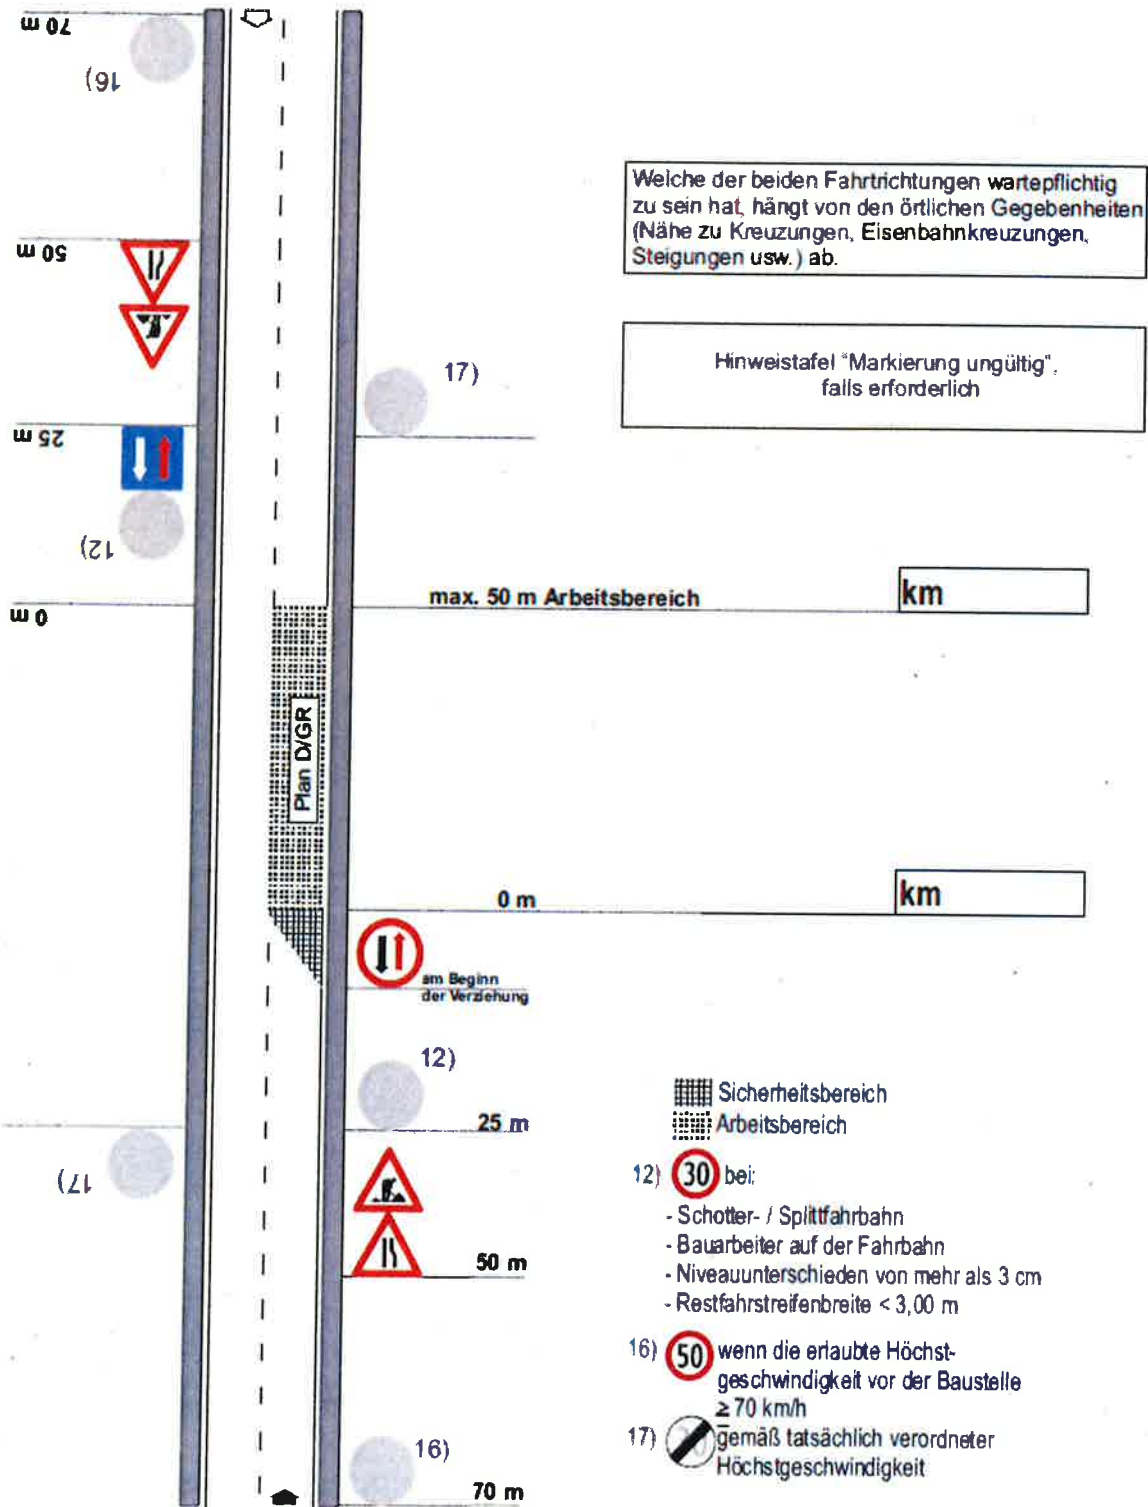 70 m
16)
Welche der beiden Fahrtrichtungen wartepflichtig
zu sein hat, hängt von den örtlichen Gegebenheiten
(Nähe zu Kreuzungen, Eisenbahnkreuzungen,
Steigungen usw.) ab.
50 m
Hinweistafel "Markierung ungültig",
falls erforderlich
17)
25 m
12)
max. 50 m Arbeitsbereich
km
0 m
Plan D/GR
0 m
km
am Beginn
der Verziehung
12)
25 m
17)
50 m
16)
70 m
Sicherheitsbereich
Arbeitsbereich
12) 30 bei:
- Schotter- / Splittfahrbahn
- Bauarbeiter auf der Fahrbahn
- Niveauunterschieden von mehr als 3 cm
- Restfahrstreifenbreite < 3,00 m
16) 50 wenn die erlaubte Höchst-
geschwindigkeit vor der Baustelle
≥ 70 km/h
17) gemäß tatsächlich verordneter
Höchstgeschwindigkeit